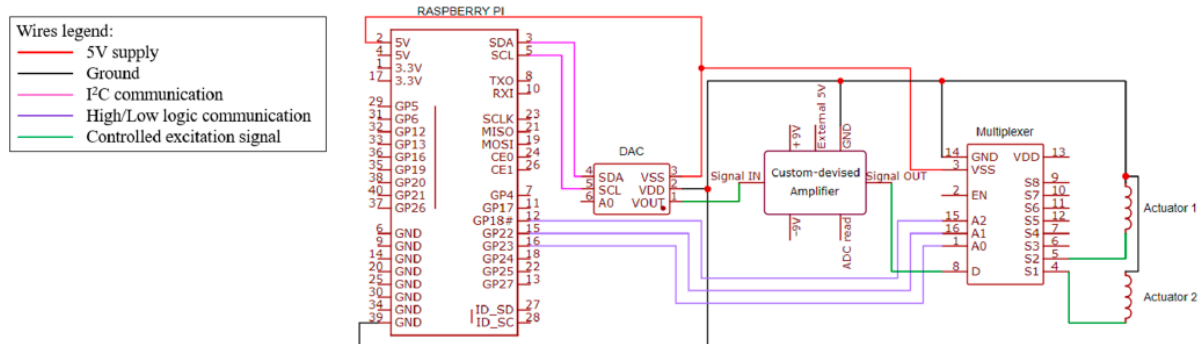 Wires legend:
5V supply
Ground
I²C communication
High/Low logic communication
Controlled excitation signal
RASPBERRY PI
2 5V SDA 3
4 5V SCL 5
1 3.3V
17 3.3V TXO 8
RXI 10
29 GP5
31 GP6 SCLK 23
32 GP12 MISO 21
33 GP13 MOSI 19
36 GP16 CE0 24
35 GP19 CE1 26
38 GP20
40 GP21 GP4 7
37 GP26 GP17 11
GP18# 12
6 GND GP22 15
9 GND GP23 16
14 GND GP24 18
20 GND GP25 22
25 GND GP27 13
30 GND
34 GND ID_SD 27
39 GND ID_SC 28
DAC
4 SDA VSS 3
5 SCL VDD 2
6 A0 VOUT 1
+9V
External 5V
GND
Signal IN
Custom-devised
Amplifier
Signal OUT
-9V
ADC read
Multiplexer
14 GND VDD 13
3 VSS
S8 9
2 EN S7 10
S6 11
15 A2 S5 12
16 A1 S4 7
1 A0 S3 6
S2 5
8 D S1 4
Actuator 1
Actuator 2